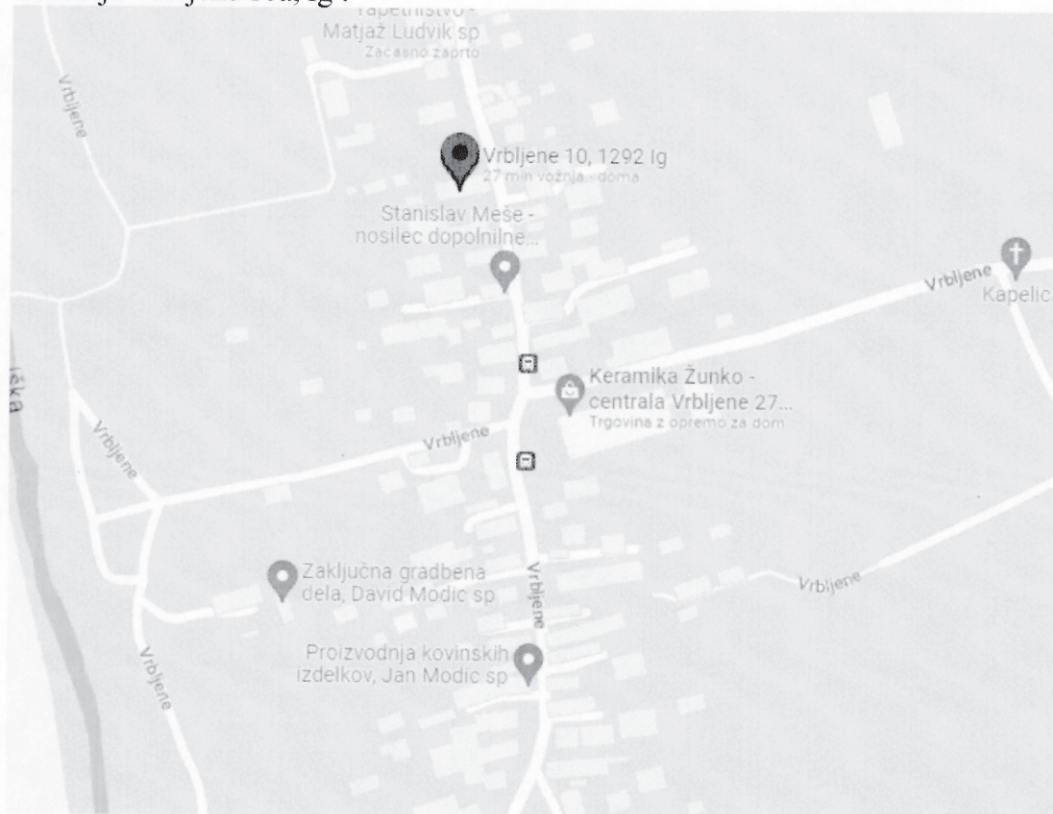 Tapetništvo -
Matjaž Ludvik sp
Začasno zaprto
Vrbljene
Vrbljene 10, 1292 Ig
27 min vožnja - doma
Stanislav Meše -
nosilec dopolnilne...
Vrbljene
Kapelic
Iška
Keramika Žunko -
centrala Vrbljene 27...
Trgovina z opremo za dom
Vrbljene
Vrbljene
Zaključna gradbena
dela, David Modic sp
Vrbljene
Vrbljene
Proizvodnja kovinskih
izdelkov, Jan Modic sp
Vrbljene